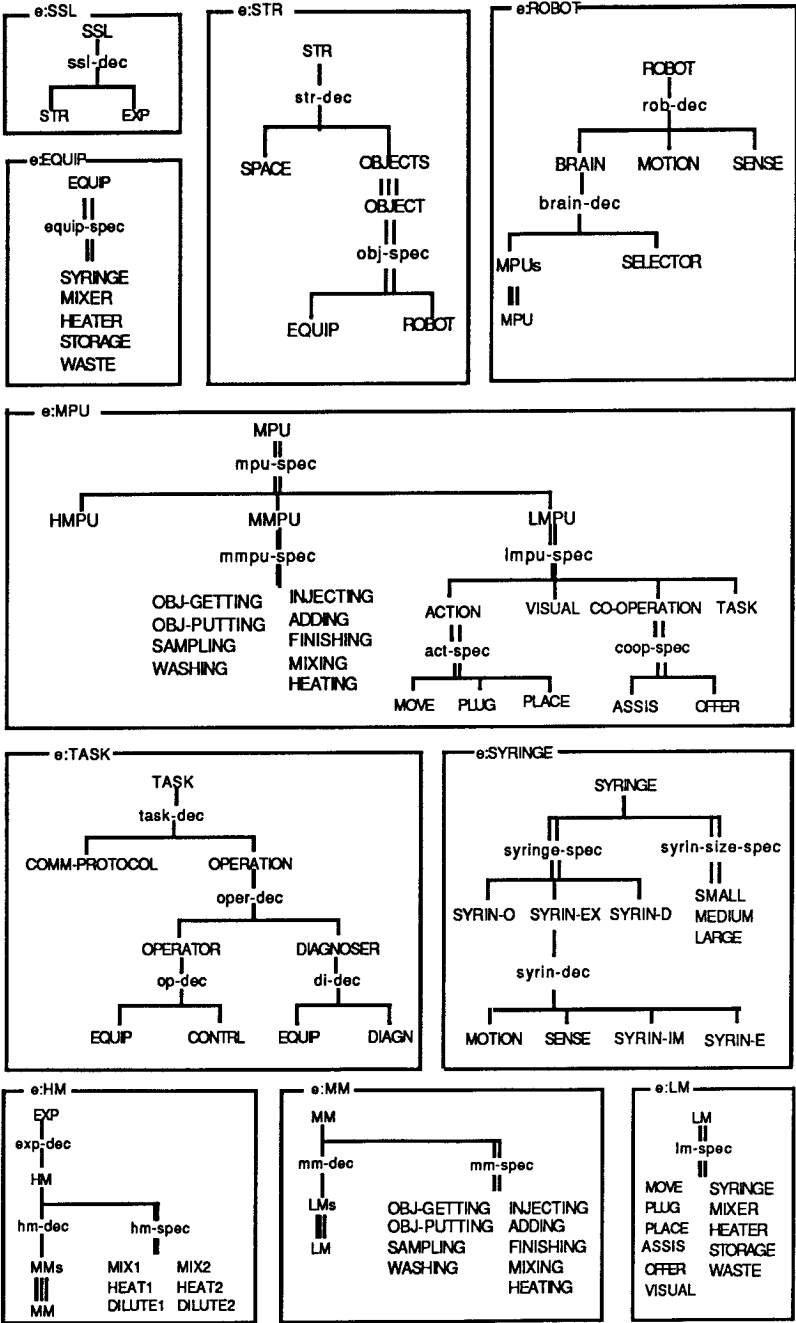 e:SSL
SSL
ssl-dec
STR EXP
e:STR
STR
str-dec
SPACE OBJECTS
OBJECT
obj-spec
EQUIP ROBOT
e:ROBOT
ROBOT
rob-dec
BRAIN MOTION SENSE
brain-dec
MPUs SELECTOR
MPU
e:EQUIP
EQUIP
equip-spec
SYRINGE
MIXER
HEATER
STORAGE
WASTE
e:MPU
MPU
mpu-spec
HMPU MMPU LMPU
mmpu-spec lmpu-spec
OBJ-GETTING INJECTING
OBJ-PUTTING ADDING
SAMPLING FINISHING
WASHING MIXING
HEATING
ACTION VISUAL CO-OPERATION TASK
act-spec coop-spec
MOVE PLUG PLACE ASSIS OFFER
e:TASK
TASK
task-dec
COMM-PROTOCOL OPERATION
oper-dec
OPERATOR DIAGNOSER
op-dec di-dec
EQUIP CONTRL EQUIP DIAGN
e:SYRINGE
SYRINGE
syringe-spec syrin-size-spec
SYRIN-O SYRIN-EX SYRIN-D
SMALL
MEDIUM
LARGE
syrin-dec
MOTION SENSE SYRIN-IM SYRIN-E
e:HM
EXP
exp-dec
HM
hm-dec hm-spec
MMs MIX1 MIX2
HEAT1 HEAT2
MM DILUTE1 DILUTE2
e:MM
MM
mm-dec mm-spec
LMs OBJ-GETTING INJECTING
OBJ-PUTTING ADDING
LM SAMPLING FINISHING
WASHING MIXING
HEATING
e:LM
LM
lm-spec
MOVE SYRINGE
PLUG MIXER
PLACE HEATER
ASSIS STORAGE
OFFER WASTE
VISUAL